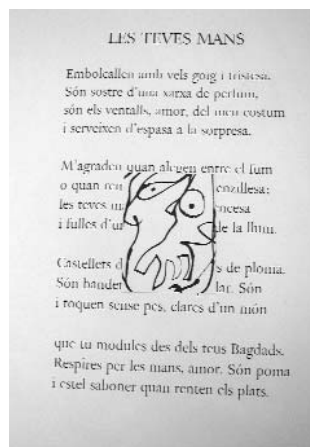 LES TEVES MANS
Embolcallen amb vels goig i tristesa.
Són sostre d'una xarxa de perfum,
són els ventalls, amor, del meu costum
i serveixen d'espasa a la sorpresa.
M'agraden quan alcen entre el fum
o quan
les teves encesa
i fulles de la llum.
Castellers s de ploma.
Són Són
i toquen sense pes, clares d'un món
que tu modules des dels teus Bagdads.
Respires per les mans, amor. Són poma
i estel saboner quan renten els plats.